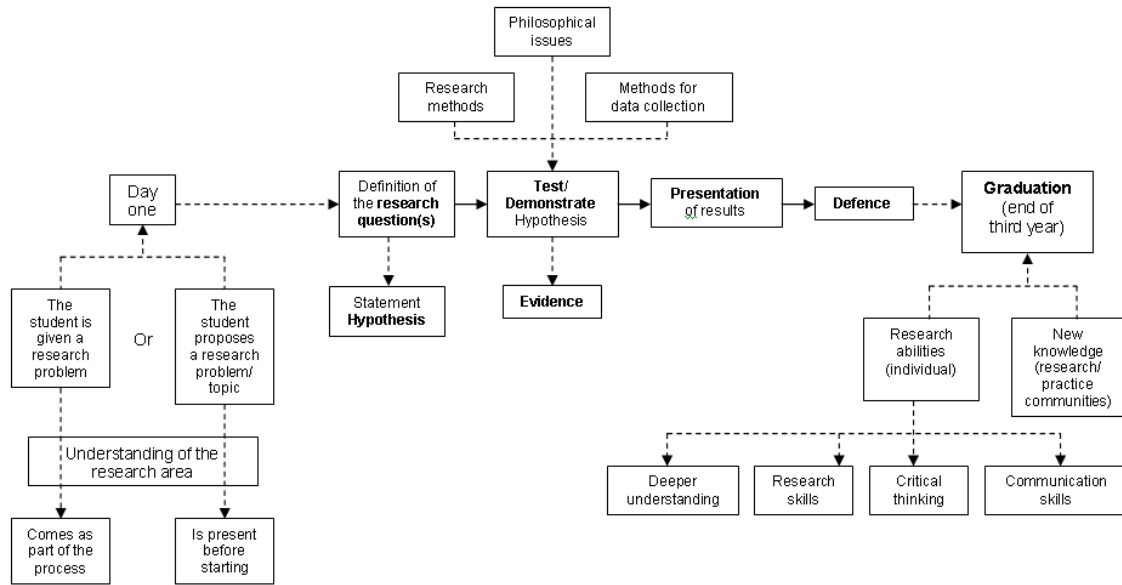 Philosophical
issues
Research
methods
Methods for
data collection
Day
one
Definition of
the research
question(s)
Test/
Demonstrate
Hypothesis
Presentation
of results
Defence
Graduation
(end of
third year)
The
student is
given a
research
problem
Or
The
student
proposes
a research
problem/
topic
Statement
Hypothesis
Evidence
Research
abilities
(individual)
New
knowledge
(research/
practice
communities)
Understanding of the
research area
Deeper
understanding
Research
skills
Critical
thinking
Communication
skills
Comes as
part of the
process
Is present
before
starting